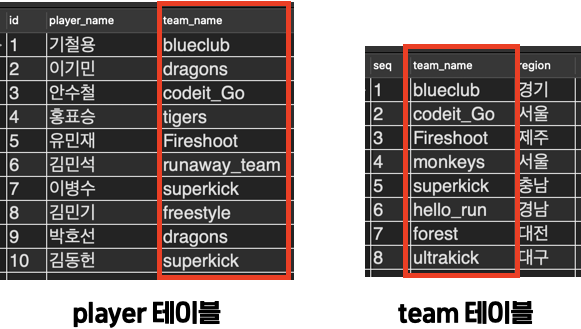 id player_name team_name
1 기철용 blueclub
2 이기민 dragons
3 안수철 codeit_Go
4 홍표승 tigers
5 유민재 Fireshoot
6 김민석 runaway_team
7 이병수 superkick
8 김민기 freestyle
9 박호선 dragons
10 김동헌 superkick
player 테이블
seq team_name region
1 blueclub 경기
2 codeit_Go 서울
3 Fireshoot 제주
4 monkeys 서울
5 superkick 충남
6 hello_run 경남
7 forest 대전
8 ultrakick 대구
team 테이블